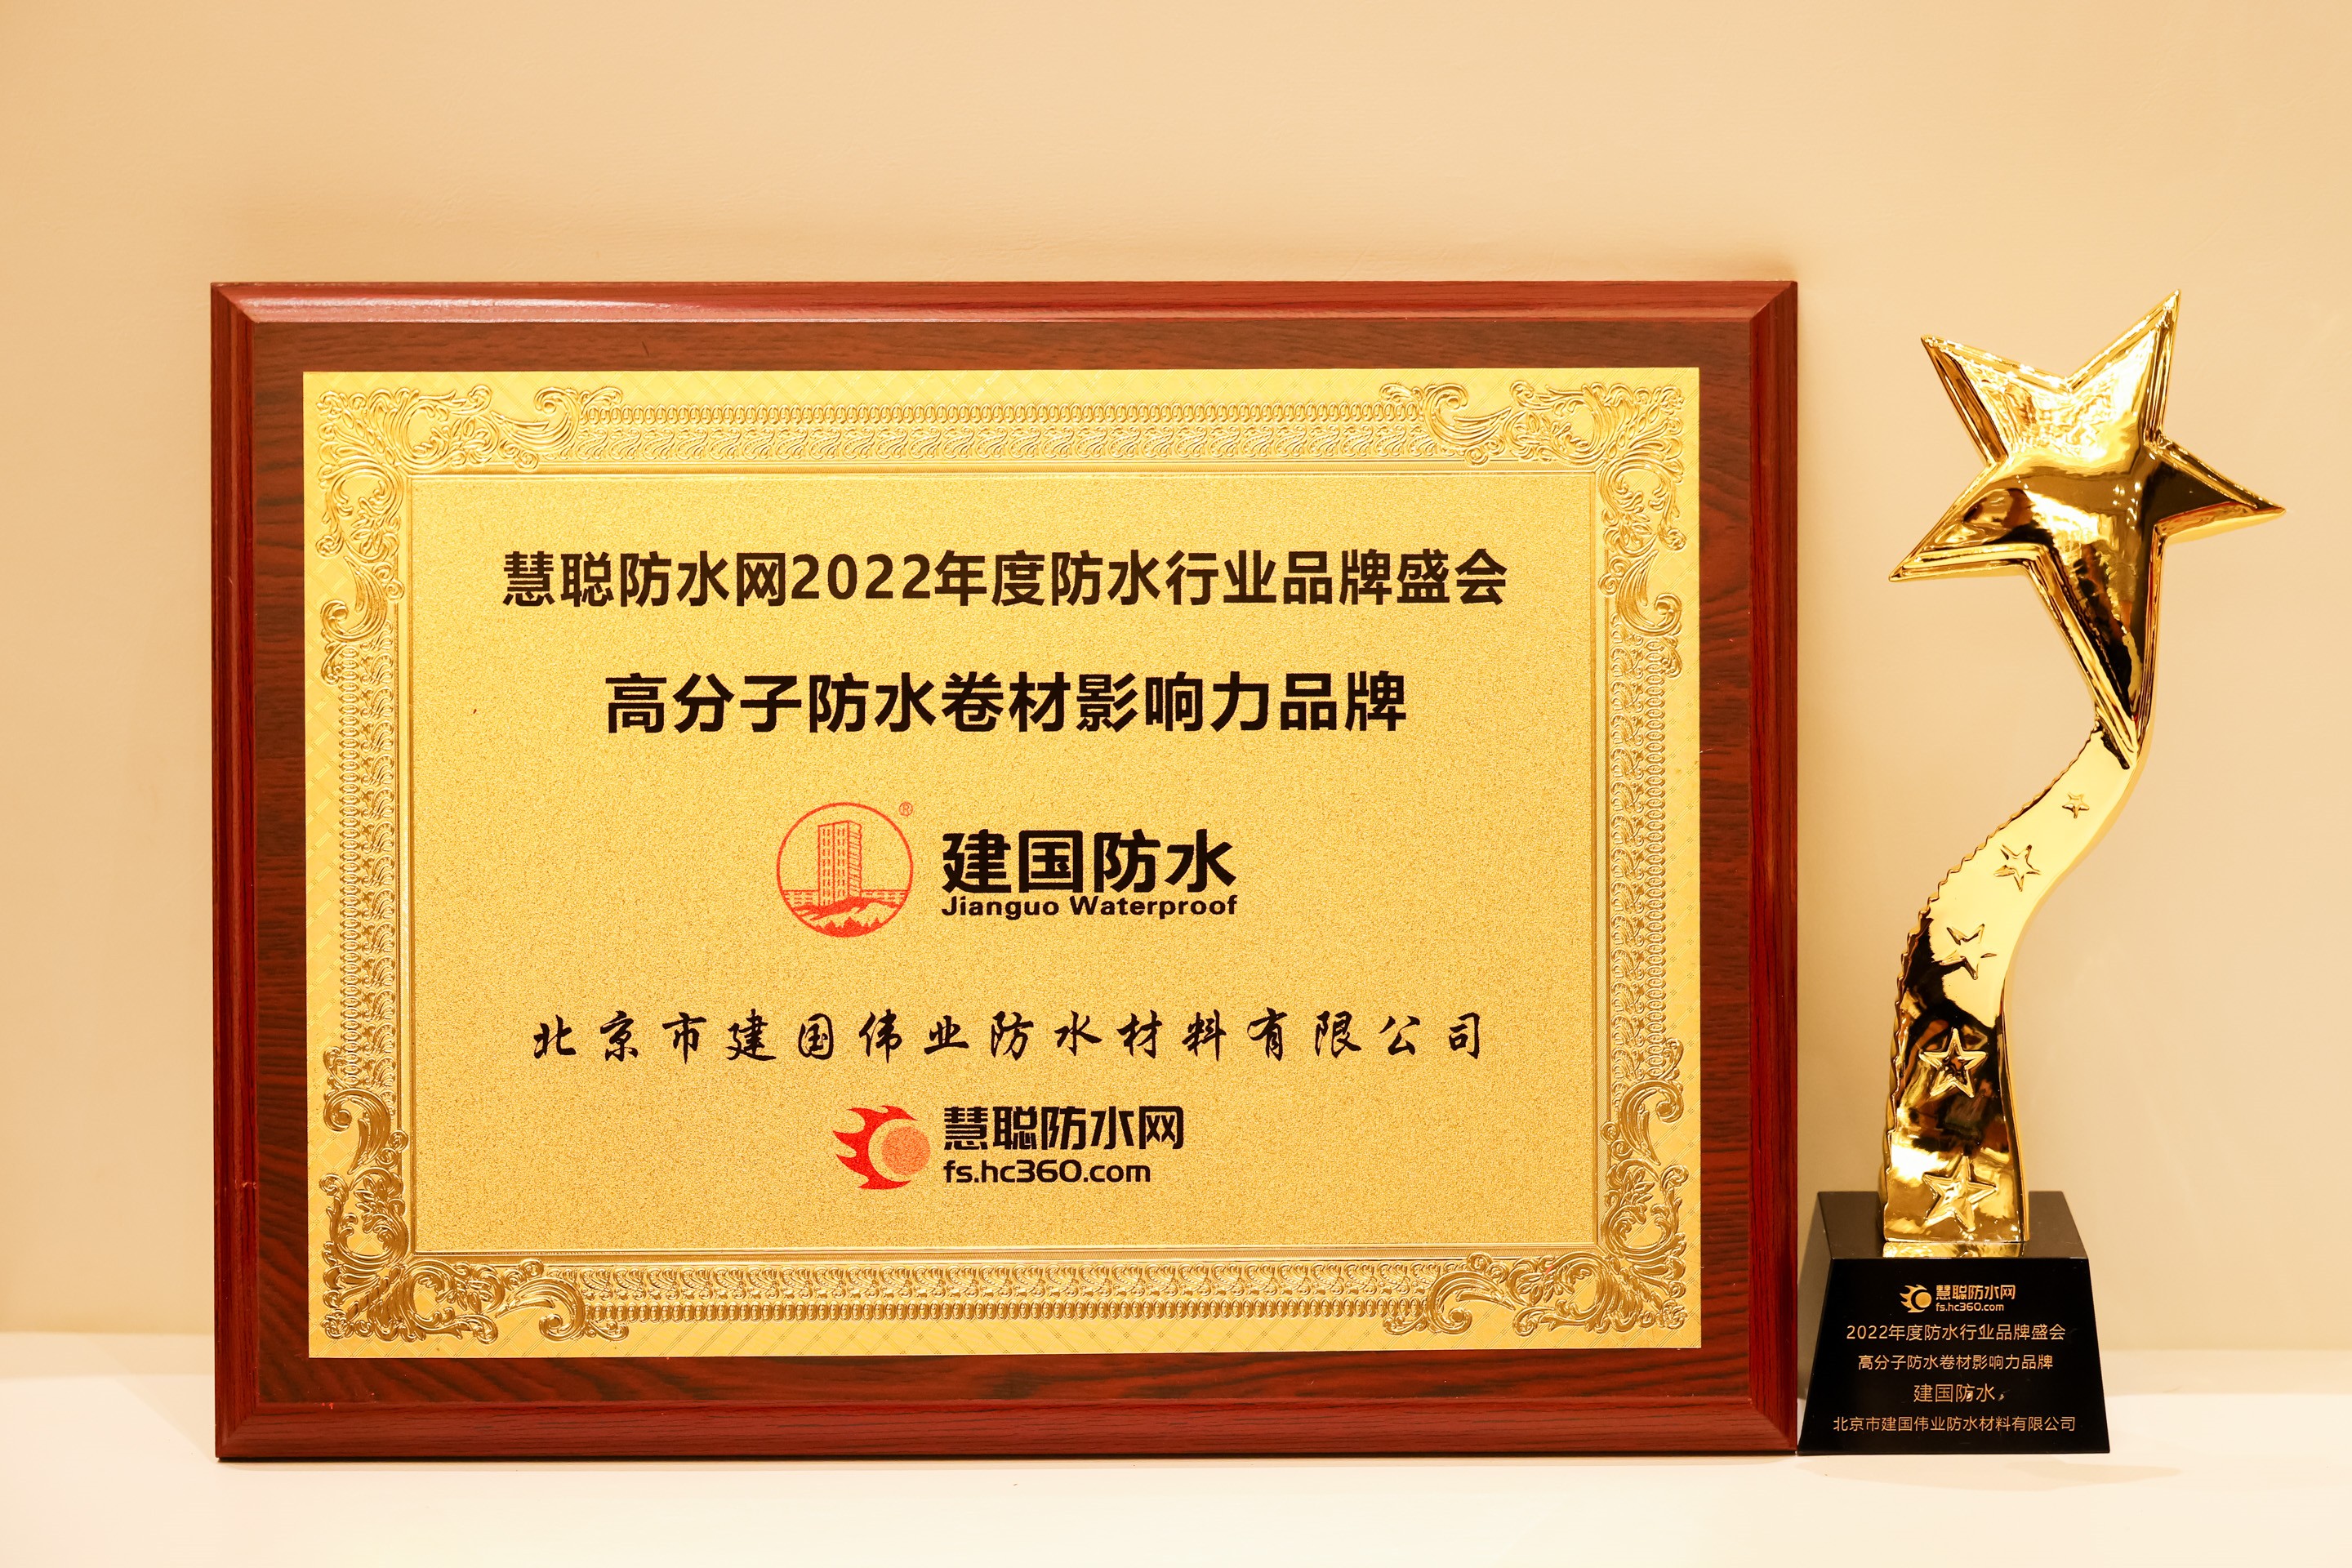 慧聪防水网2022年度防水行业品牌盛会
高分子防水卷材影响力品牌
®
建国防水
Jianguo Waterproof
北京市建国伟业防水材料有限公司
慧聪防水网
fs.hc360.com
慧聪防水网
fs.hc360.com
2022年度防水行业品牌盛会
高分子防水卷材影响力品牌
建国防水
北京市建国伟业防水材料有限公司